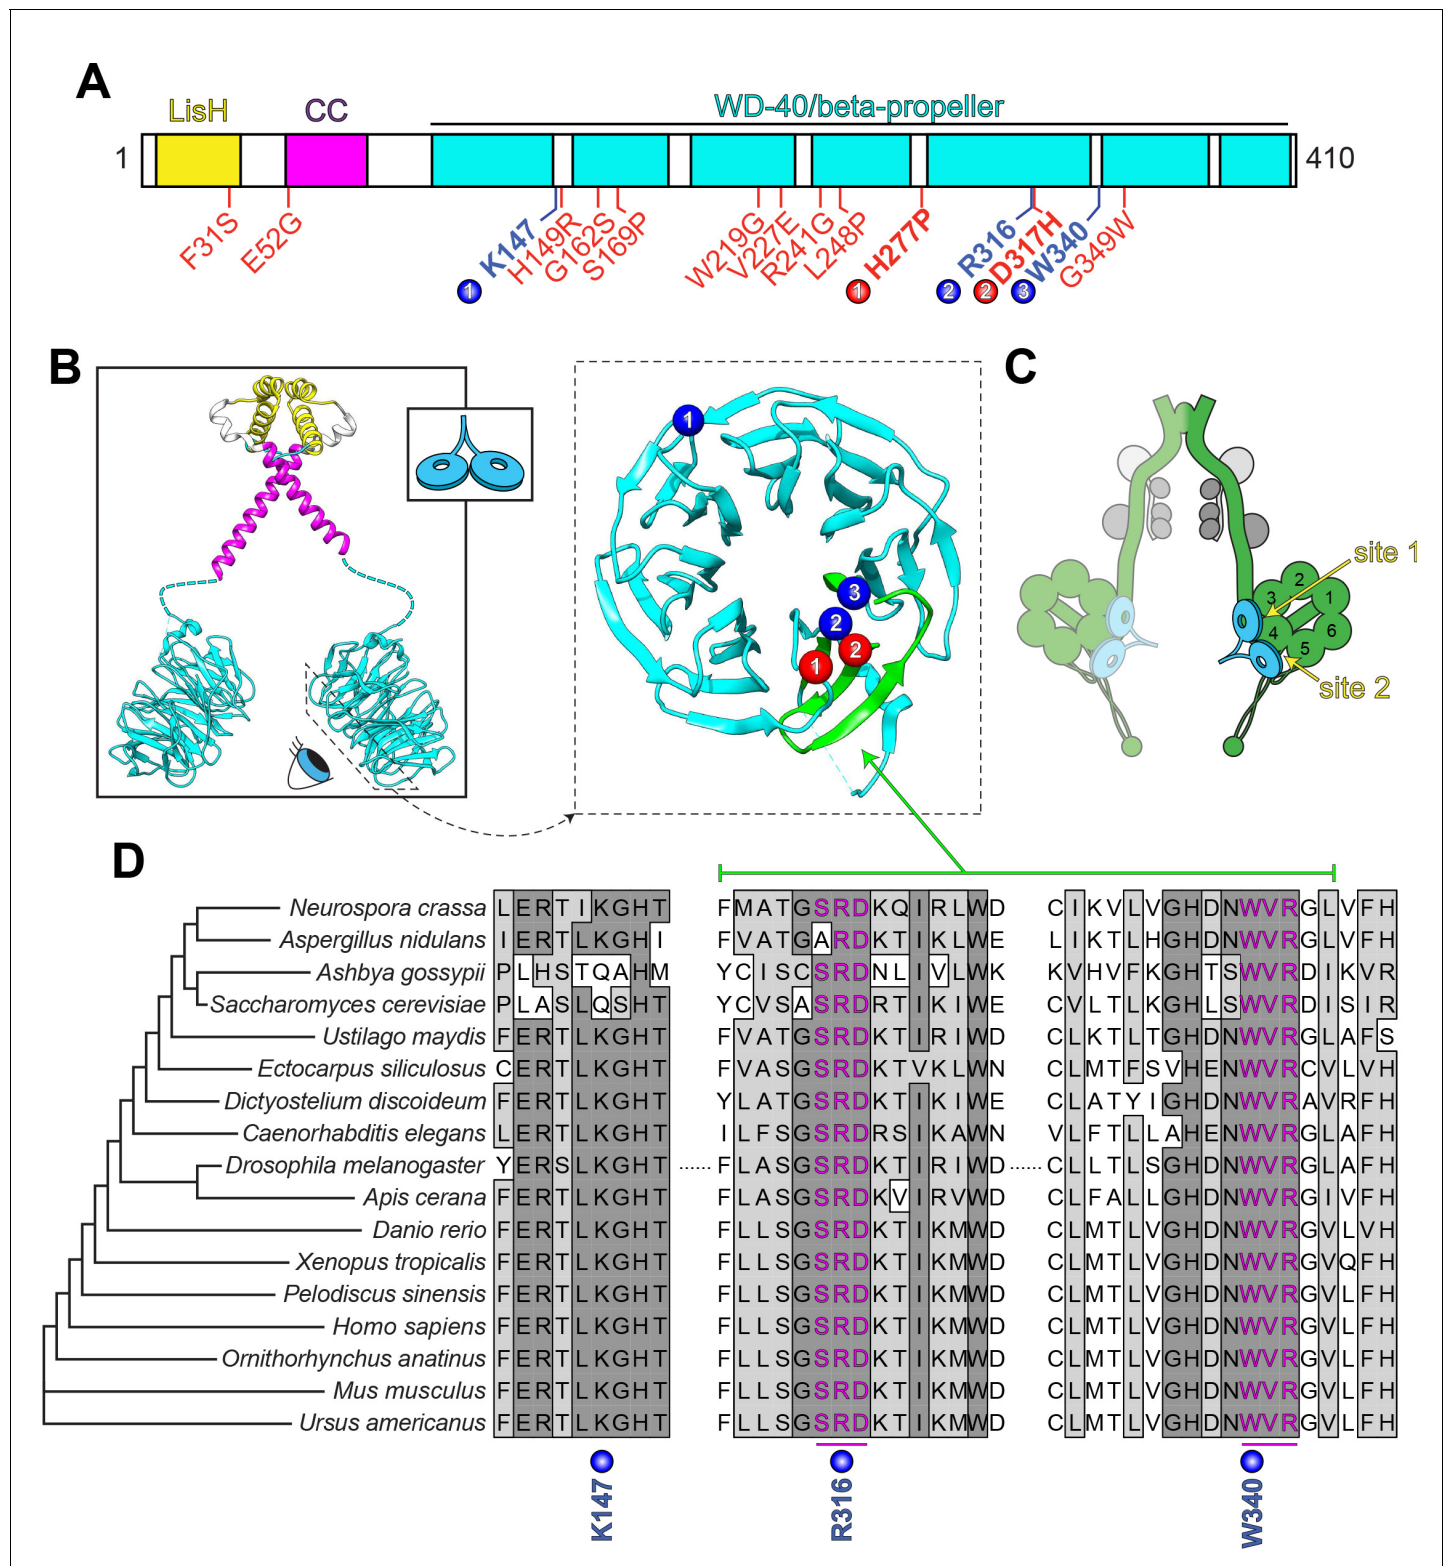 A
LisH
CC
WD-40/beta-propeller
1
410
F31S
E52G
K147
H149R
G162S
S169P
W219G
V227E
R241G
L248P
H277P
R316
D317H
W340
G349W
1
1
2
2
3
B
1
3
2
1
2
C
site 1
2
3
1
4
6
5
site 2
D
Neurospora crassa LERTIKGHT FMATGSRDKQIRLWD CIKVLVGHDNWVRGLVFH
Aspergillus nidulans IERTLKGHI FVATGARDKTIKLWE LIKTLHGHDNWVRGLVFH
Ashbya gossypii PLHSTQAHM YCISCSRDNLIVLWK KVHVFKGHTSWVRDIKVR
Saccharomyces cerevisiae PLASLQSHT YCVSASRDRTIKIWE CVLTLKGHLSWVRDISIR
Ustilago maydis FERTLKGHT FVATGSRDKTIRIWD CLKTLTGHDNWVRGLAFS
Ectocarpus siliculosus CERTLKGHT FVASGSRDKTVKLWN CLMTFSVHENWVRCVLVH
Dictyostelium discoideum FERTLKGHT YLATGSRDKTIKIWE CLATYIGHDNWVRAVRFH
Caenorhabditis elegans LERTLKGHT ILFSGSRDRSIKAWN VLFTLLAHENWVRGLAFH
Drosophila melanogaster YERSLKGHT ...... FLASGSRDKTIRIWD ...... CLLTLSGHDNWVRGLAFH
Apis cerana FERTLKGHT FLASGSRDKVIRVWD CLFALLGHDNWVRGIVFH
Danio rerio FERTLKGHT FLLSGSRDKTIKMWD CLMTLVGHDNWVRGVLVH
Xenopus tropicalis FERTLKGHT FLLSGSRDKTIKMWD CLMTLVGHDNWVRGVQFH
Pelodiscus sinensis FERTLKGHT FLLSGSRDKTIKMWD CLMTLVGHDNWVRGVLFH
Homo sapiens FERTLKGHT FLLSGSRDKTIKMWD CLMTLVGHDNWVRGVLFH
Ornithorhynchus anatinus FERTLKGHT FLLSGSRDKTIKMWD CLMTLVGHDNWVRGVLFH
Mus musculus FERTLKGHT FLLSGSRDKTIKMWD CLMTLVGHDNWVRGVLFH
Ursus americanus FERTLKGHT FLLSGSRDKTIKMWD CLMTLVGHDNWVRGVLFH
K147
R316
W340